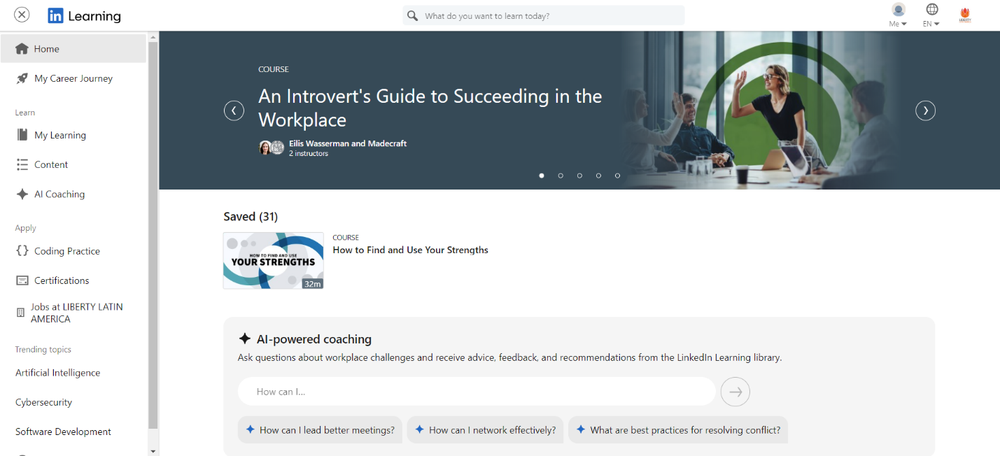 in Learning
What do you want to learn today?
Me
EN
LIBERTY
Home
My Career Journey
Learn
My Learning
Content
AI Coaching
Apply
Coding Practice
Certifications
Jobs at LIBERTY LATIN
AMERICA
Trending topics
Artificial Intelligence
Cybersecurity
Software Development
COURSE
An Introvert's Guide to Succeeding in the
Workplace
Eilis Wasserman and Madecraft
2 instructors
Saved (31)
HOW TO FIND AND USE
YOUR STRENGTHS
32m
COURSE
How to Find and Use Your Strengths
AI-powered coaching
Ask questions about workplace challenges and receive advice, feedback, and recommendations from the LinkedIn Learning library.
How can I...
How can I lead better meetings?
How can I network effectively?
What are best practices for resolving conflict?